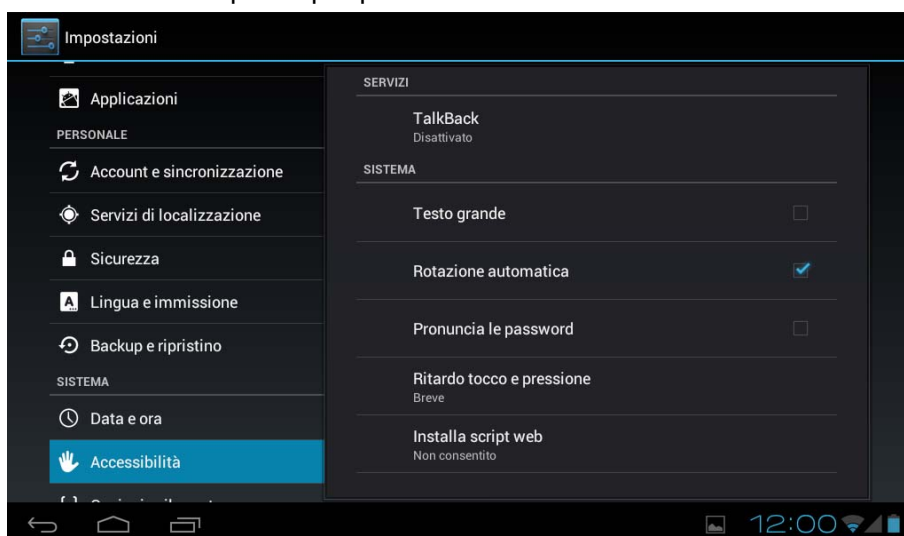 Impostazioni
Applicazioni
PERSONALE
Account e sincronizzazione
Servizi di localizzazione
Sicurezza
Lingua e immissione
Backup e ripristino
SISTEMA
Data e ora
Accessibilità
SERVIZI
TalkBack
Disattivato
SISTEMA
Testo grande
Rotazione automatica
Pronuncia le password
Ritardo tocco e pressione
Breve
Installa script web
Non consentito
12:00